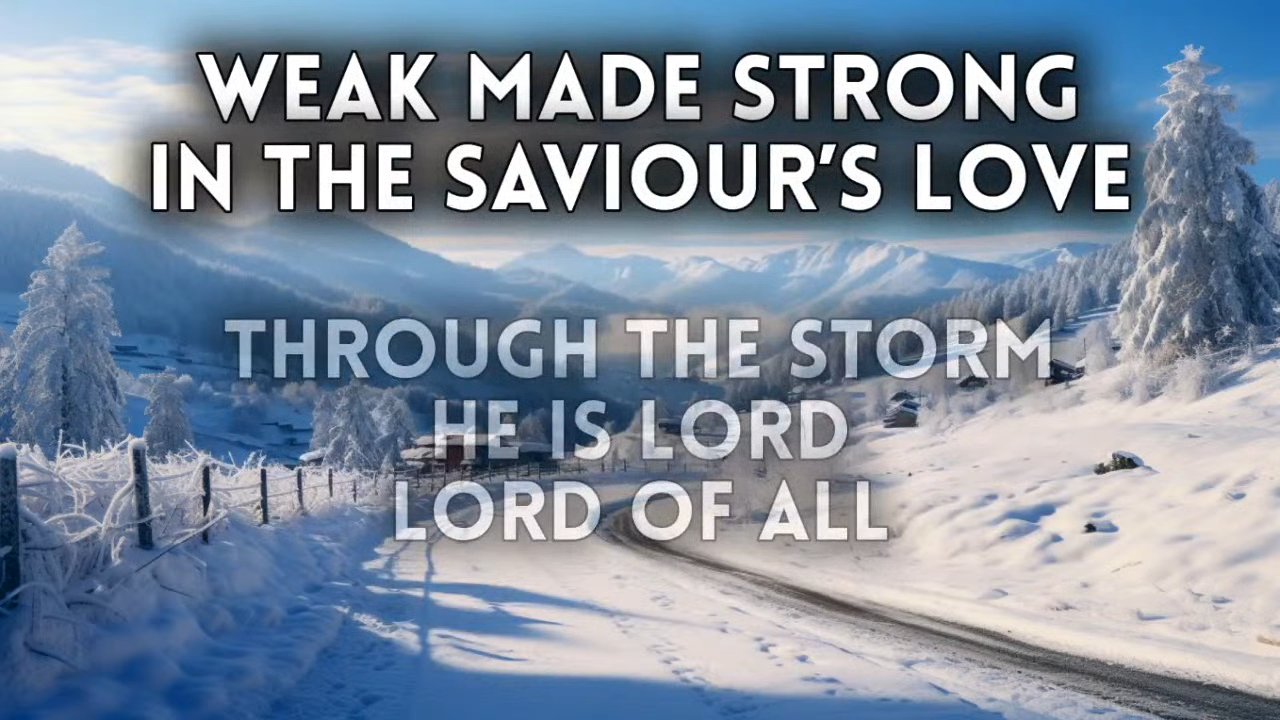 WEAK MADE STRONG
IN THE SAVIOUR'S LOVE
THROUGH THE STORM
HE IS LORD
LORD OF ALL